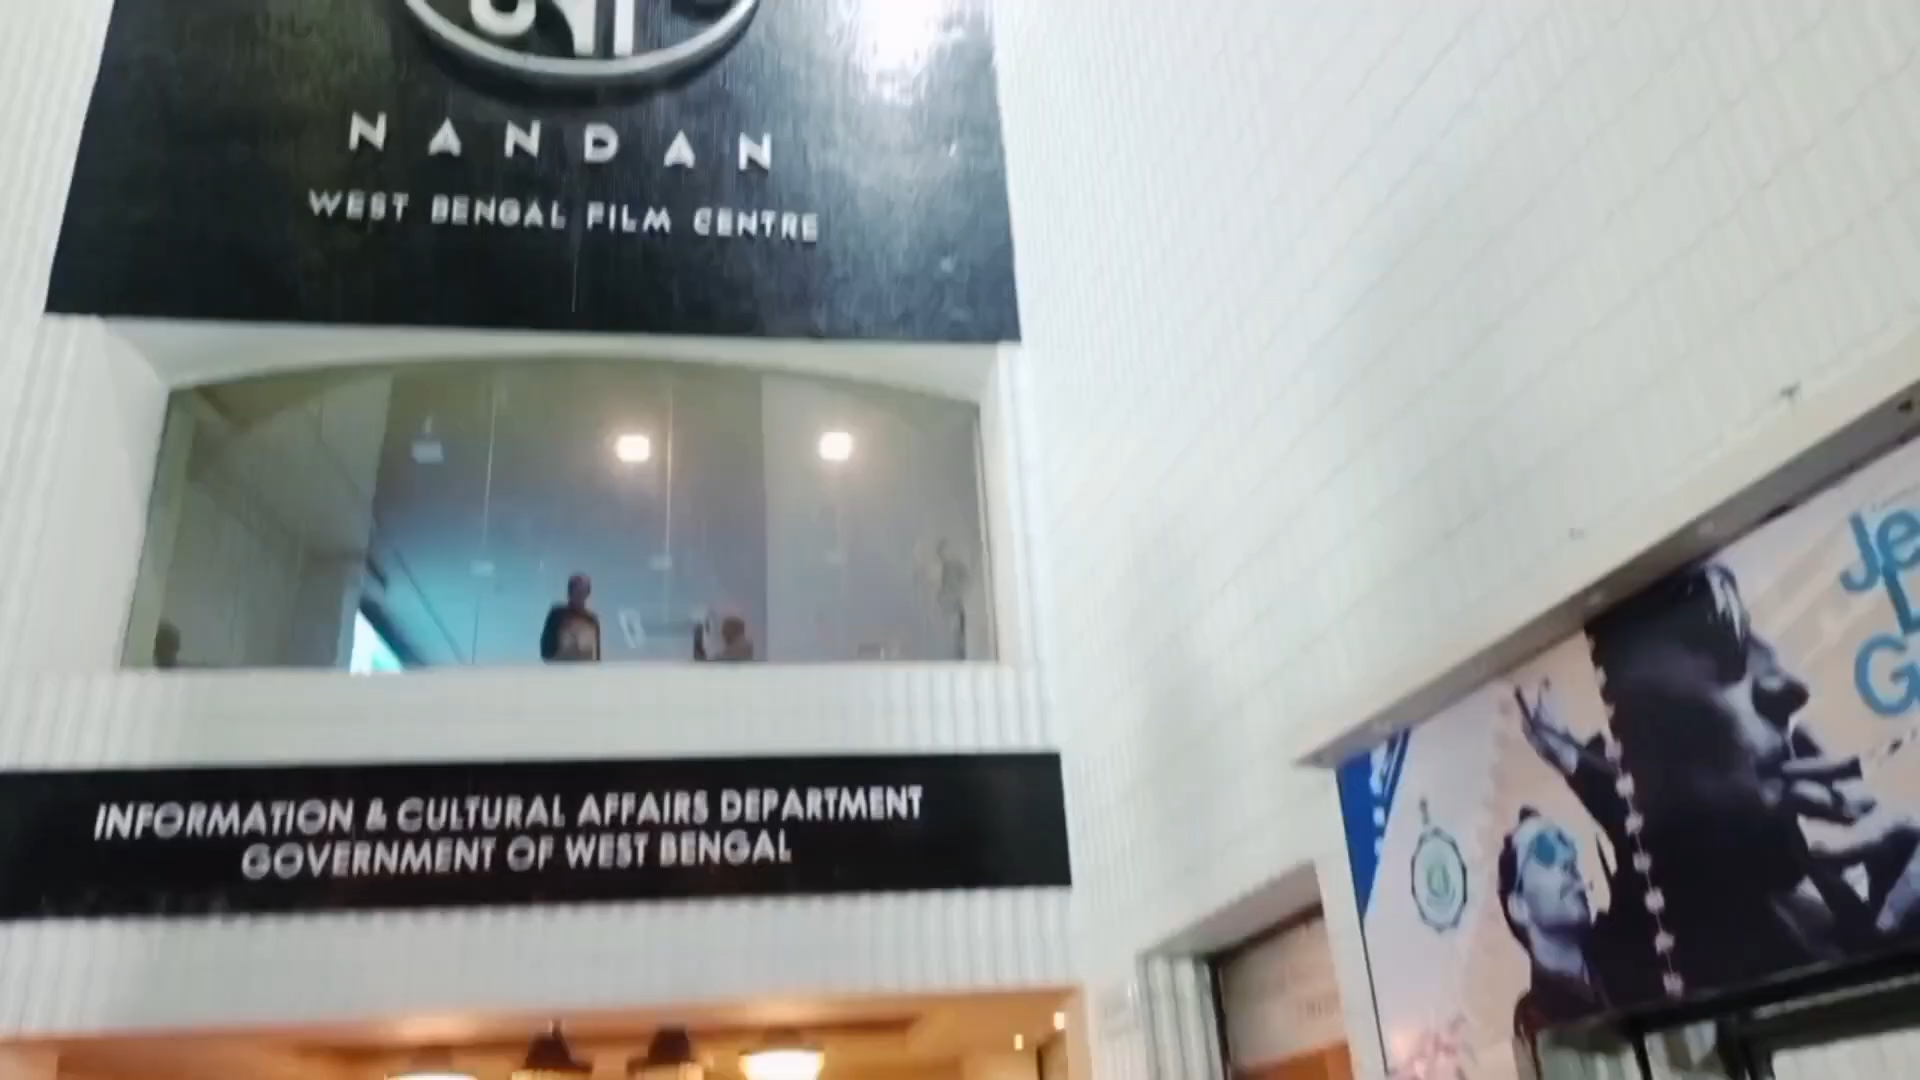 NANDAN
WEST BENGAL FILM CENTRE
INFORMATION & CULTURAL AFFAIRS DEPARTMENT
GOVERNMENT OF WEST BENGAL